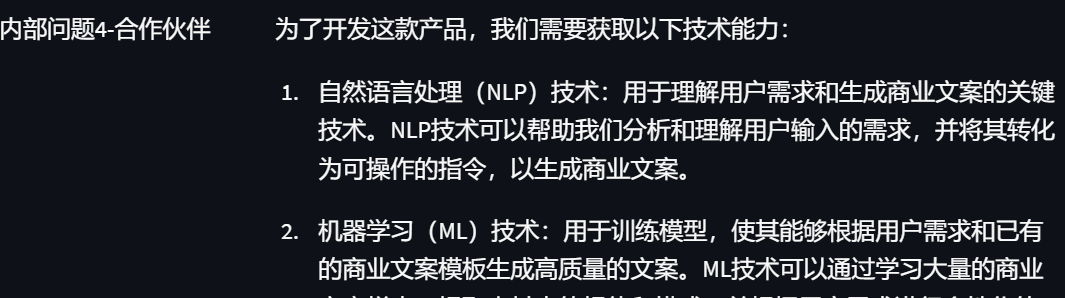 内部问题4-合作伙伴
为了开发这款产品，我们需要获取以下技术能力：
1. 自然语言处理（NLP）技术：用于理解用户需求和生成商业文案的关键
技术。NLP技术可以帮助我们分析和理解用户输入的需求，并将其转化
为可操作的指令，以生成商业文案。
2. 机器学习（ML）技术：用于训练模型，使其能够根据用户需求和已有
的商业文案模板生成高质量的文案。ML技术可以通过学习大量的商业